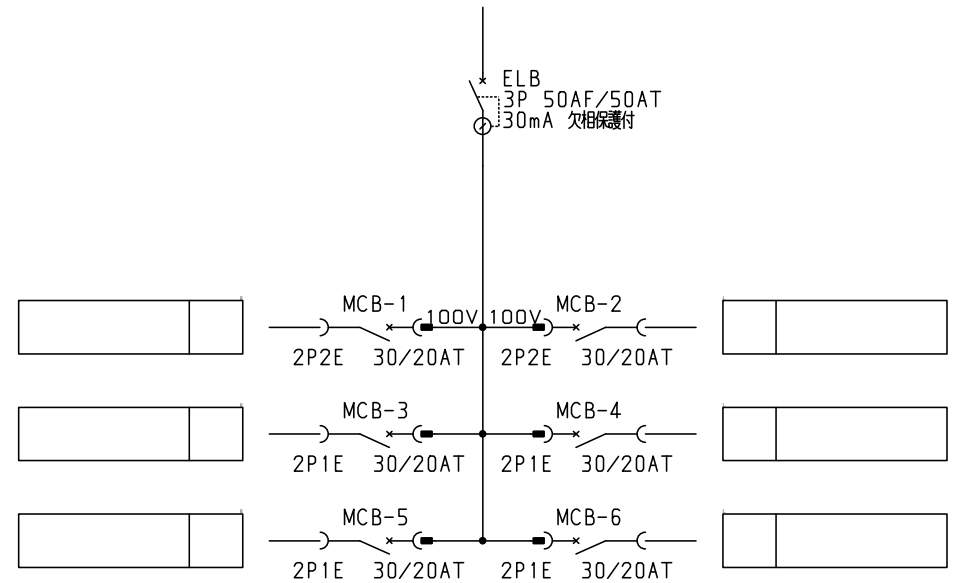 ELB
3P 50AF/50AT
30mA 欠相保護付
MCB-1
100V 100V
MCB-2
2P2E 30/20AT
2P2E 30/20AT
MCB-3
MCB-4
2P1E 30/20AT
2P1E 30/20AT
MCB-5
MCB-6
2P1E 30/20AT
2P1E 30/20AT